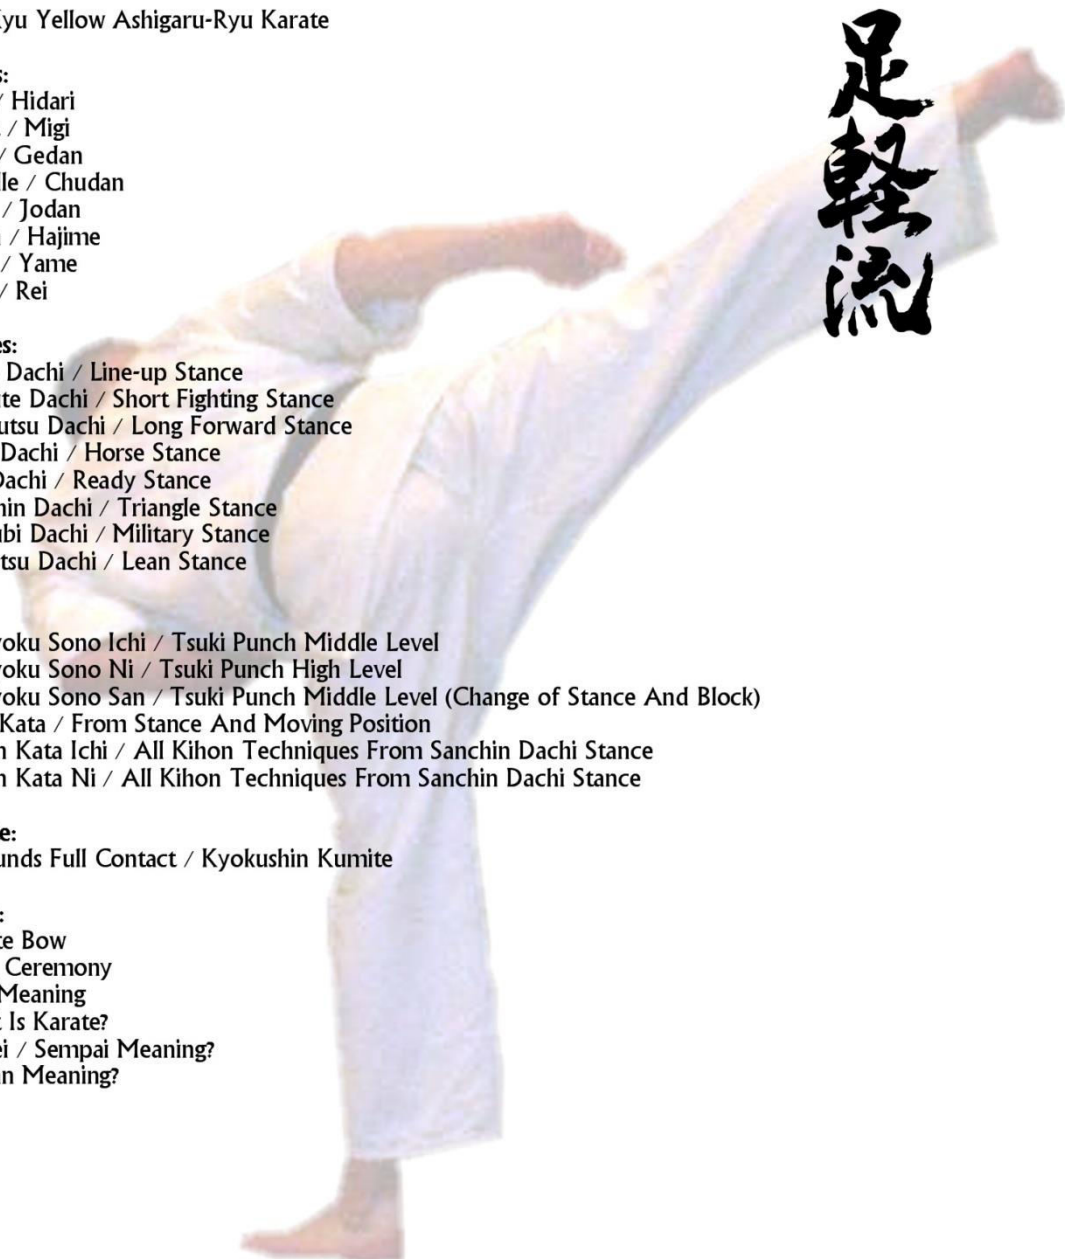 Kyu Yellow Ashigaru-Ryu Karate
s:
/ Hidari
/ Migi
/ Gedan
le / Chudan
/ Jodan
/ Hajime
/ Yame
/ Rei
es:
Dachi / Line-up Stance
te Dachi / Short Fighting Stance
utsu Dachi / Long Forward Stance
Dachi / Horse Stance
Dachi / Ready Stance
hin Dachi / Triangle Stance
ubi Dachi / Military Stance
tsu Dachi / Lean Stance
yoku Sono Ichi / Tsuki Punch Middle Level
yoku Sono Ni / Tsuki Punch High Level
yoku Sono San / Tsuki Punch Middle Level (Change of Stance And Block)
Kata / From Stance And Moving Position
n Kata Ichi / All Kihon Techniques From Sanchin Dachi Stance
n Kata Ni / All Kihon Techniques From Sanchin Dachi Stance
e:
unds Full Contact / Kyokushin Kumite
:
te Bow
Ceremony
Meaning
Is Karate?
ei / Sempai Meaning?
an Meaning?
足軽流